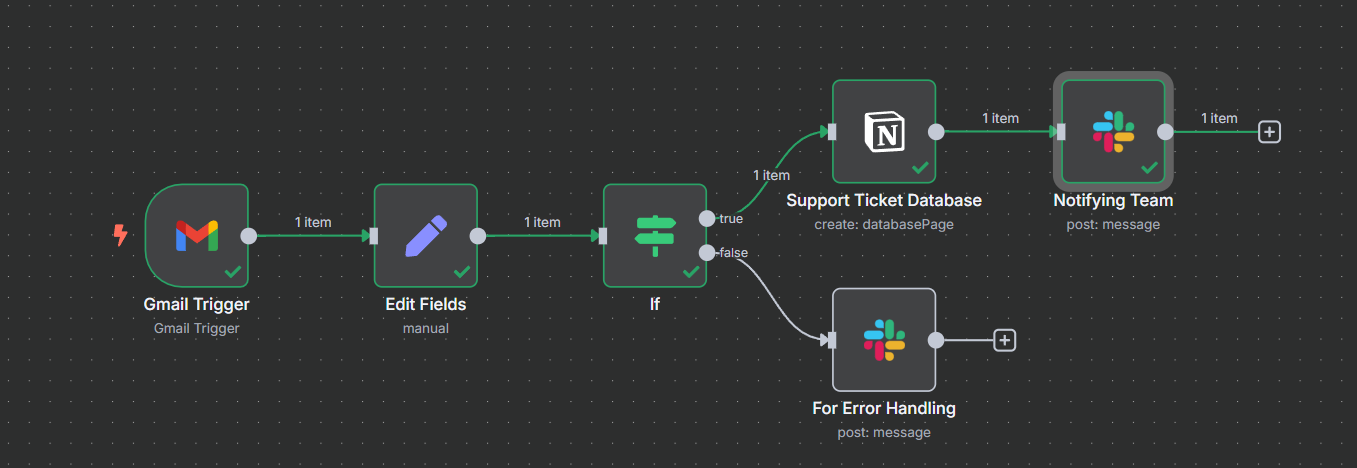 1 item
1 item
Gmail Trigger
Gmail Trigger
Edit Fields
manual
If
true
false
1 item
N
Support Ticket Database
create: databasePage
1 item
Notifying Team
post: message
1 item
For Error Handling
post: message